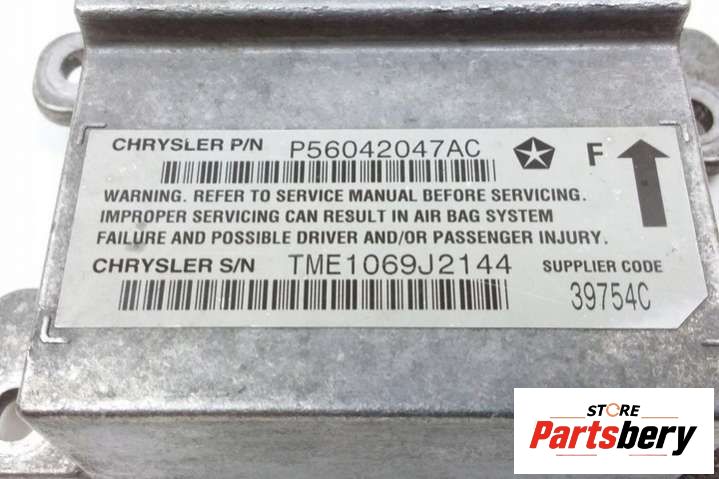 CHRYSLER P/N P56042047AC F
WARNING. REFER TO SERVICE MANUAL BEFORE SERVICING.
IMPROPER SERVICING CAN RESULT IN AIR BAG SYSTEM
FAILURE AND POSSIBLE DRIVER AND/OR PASSENGER INJURY.
CHRYSLER S/N TME1069J2144 SUPPLIER CODE
39754C
STORE
Partsbery